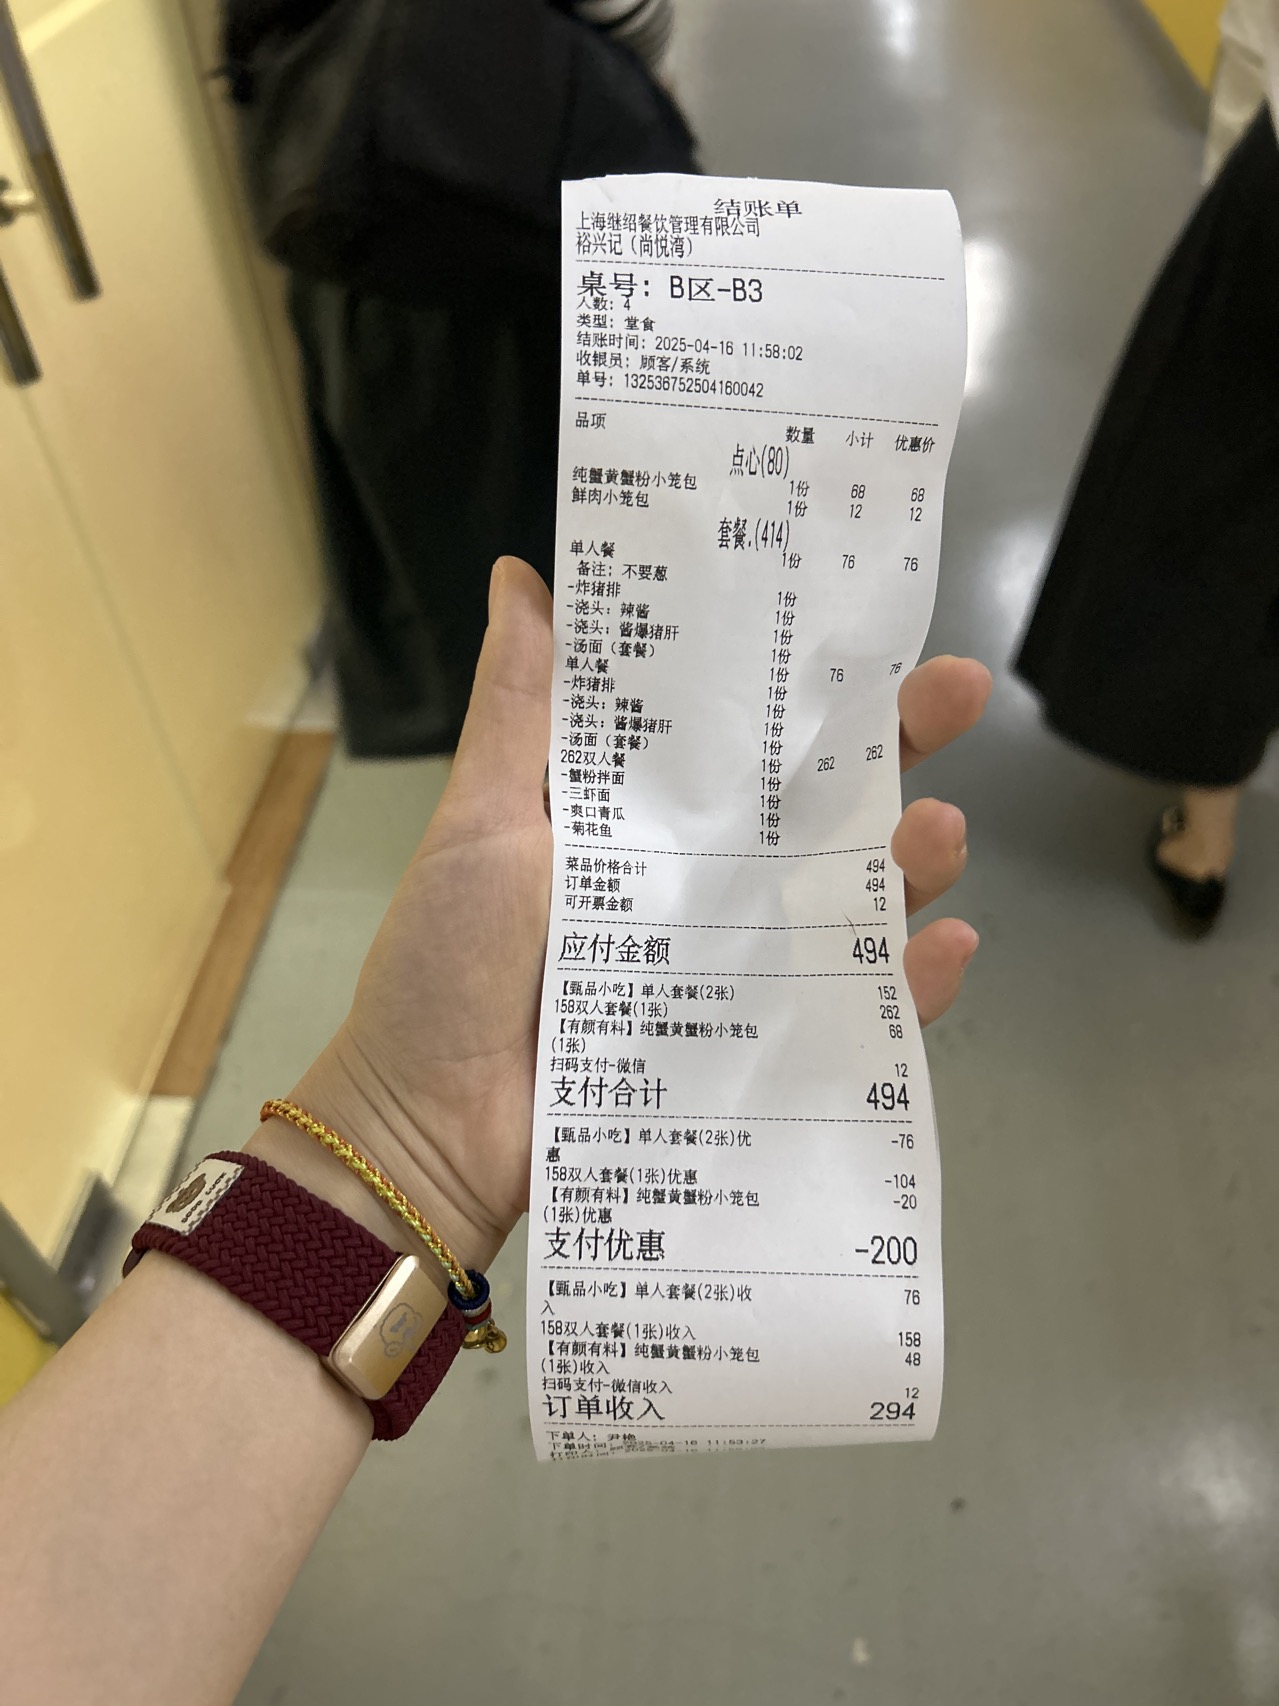 结账单
上海继绍餐饮管理有限公司
裕兴记（尚悦湾）
桌号：B区-B3
人数：4
类型：堂食
结账时间：2025-04-16 11:58:02
收银员：顾客/系统
单号：132536752504160042
品项 数量 小计 优惠价
点心(80)
纯蟹黄蟹粉小笼包 1份 68 68
鲜肉小笼包 1份 12 12
套餐.(414)
单人餐 1份 76 76
备注：不要葱
-炸猪排 1份
-浇头：辣酱 1份
-浇头：酱爆猪肝 1份
-汤面（套餐） 1份
单人餐 1份 76 76
-炸猪排 1份
-浇头：辣酱 1份
-浇头：酱爆猪肝 1份
-汤面（套餐） 1份
262双人餐 1份 262 262
-蟹粉拌面 1份
-三虾面 1份
-爽口青瓜 1份
-菊花鱼 1份
菜品价格合计 494
订单金额 494
可开票金额 12
应付金额 494
【甄品小吃】单人套餐(2张) 152
158双人套餐(1张) 262
【有颜有料】纯蟹黄蟹粉小笼包 68
(1张)
扫码支付-微信 12
支付合计 494
【甄品小吃】单人套餐(2张)优 -76
惠
158双人套餐(1张)优惠 -104
【有颜有料】纯蟹黄蟹粉小笼包 -20
(1张)优惠
支付优惠 -200
【甄品小吃】单人套餐(2张)收 76
入
158双人套餐(1张)收入 158
【有颜有料】纯蟹黄蟹粉小笼包 48
(1张)收入
扫码支付-微信收入 12
订单收入 294
下单人：尹艳
下单时间：2025-04-16 11:53:27